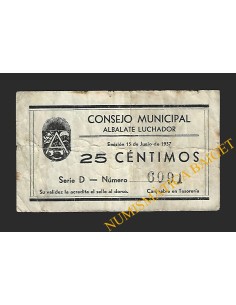 CONSEJO MUNICIPAL
ALBALATE LUCHADOR
Emisión 15 de Junio de 1937
25 CÉNTIMOS
Serie D — Número 0991
Su validez la acredita el sello al dorso. Canjeable en Tesorería